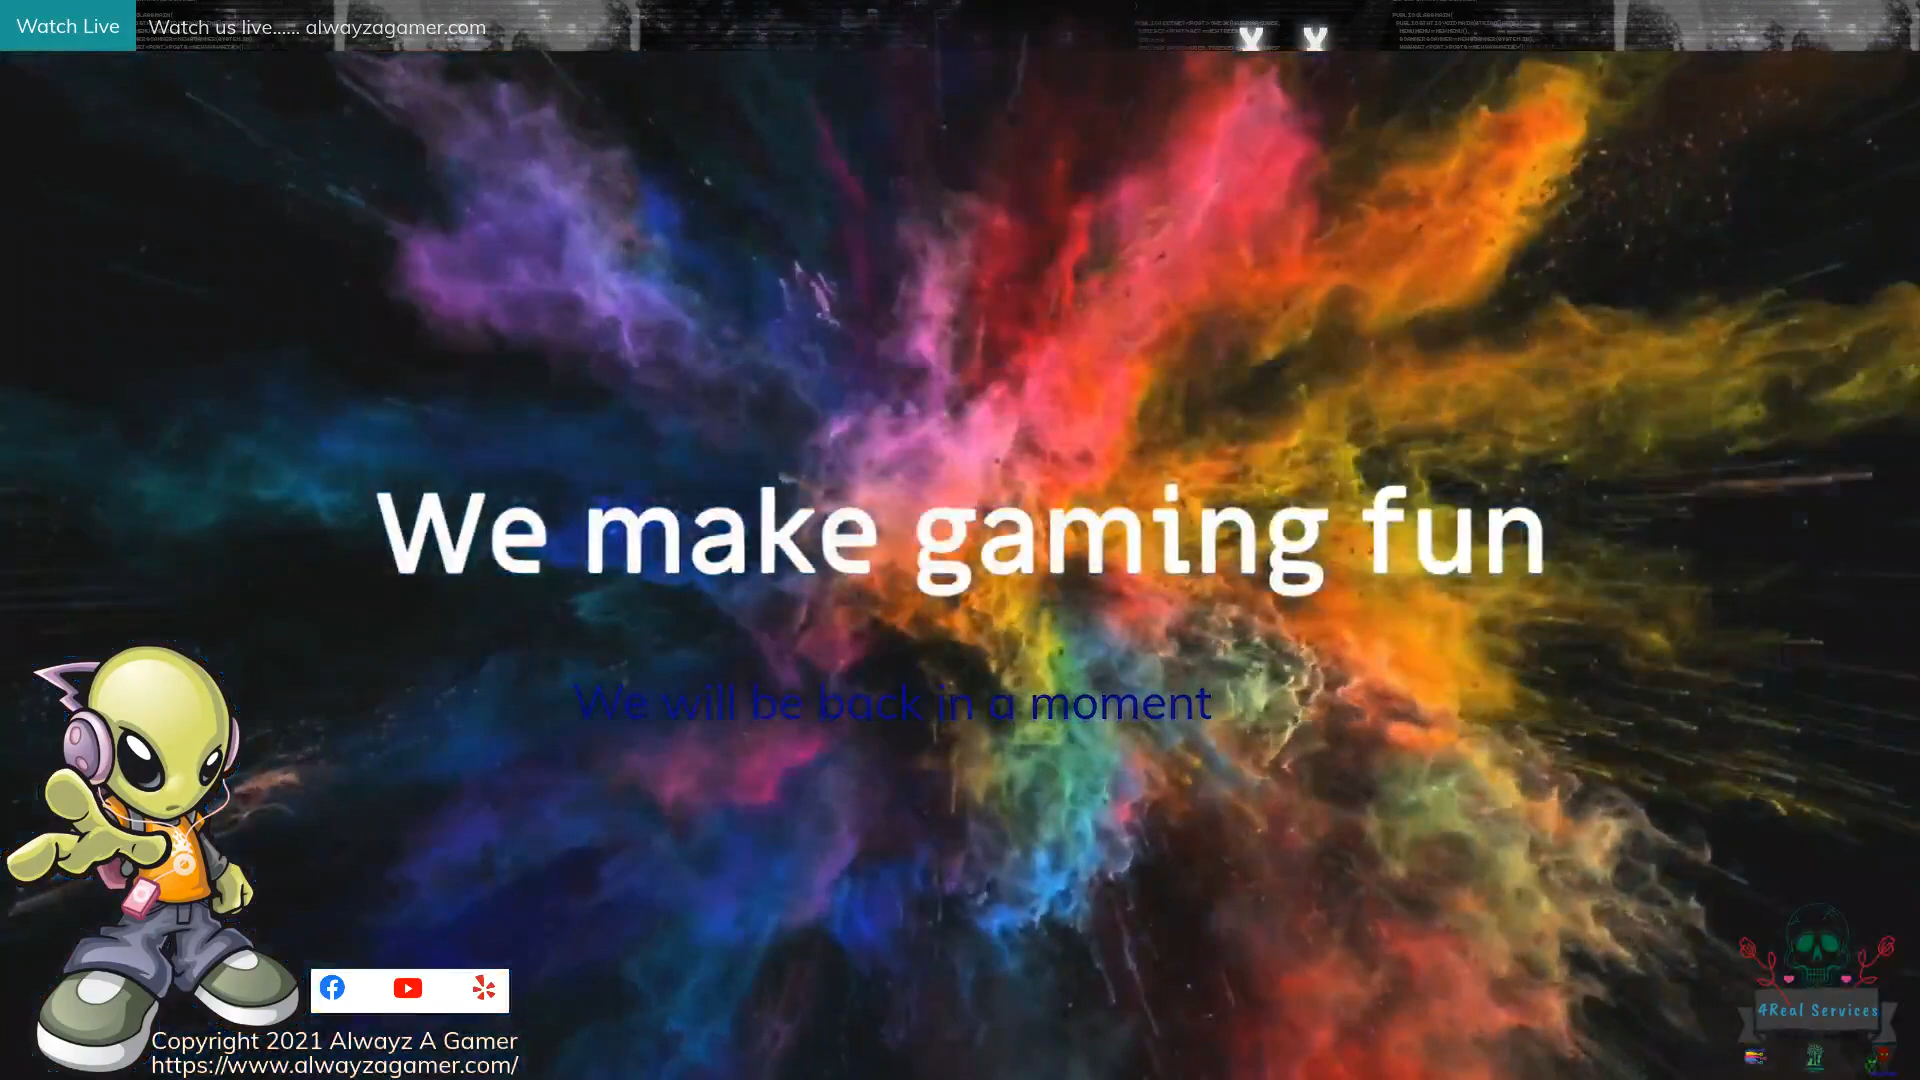 Watch Live
Watch us live...... alwayzagamer.com
We make gaming fun
We will be back in a moment
4Real Services
Copyright 2021 Alwayz A Gamer
https://www.alwayzagamer.com/